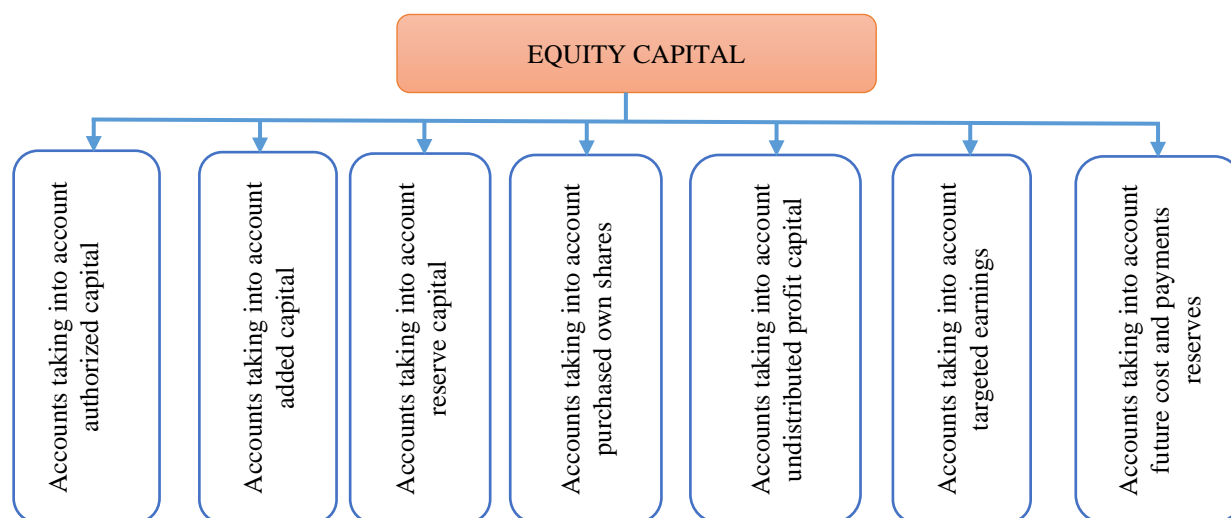 EQUITY CAPITAL
Accounts taking into account
authorized capital
Accounts taking into account
added capital
Accounts taking into account
reserve capital
Accounts taking into account
purchased own shares
Accounts taking into account
undistributed profit capital
Accounts taking into account
targeted earnings
Accounts taking into account
future cost and payments
reserves